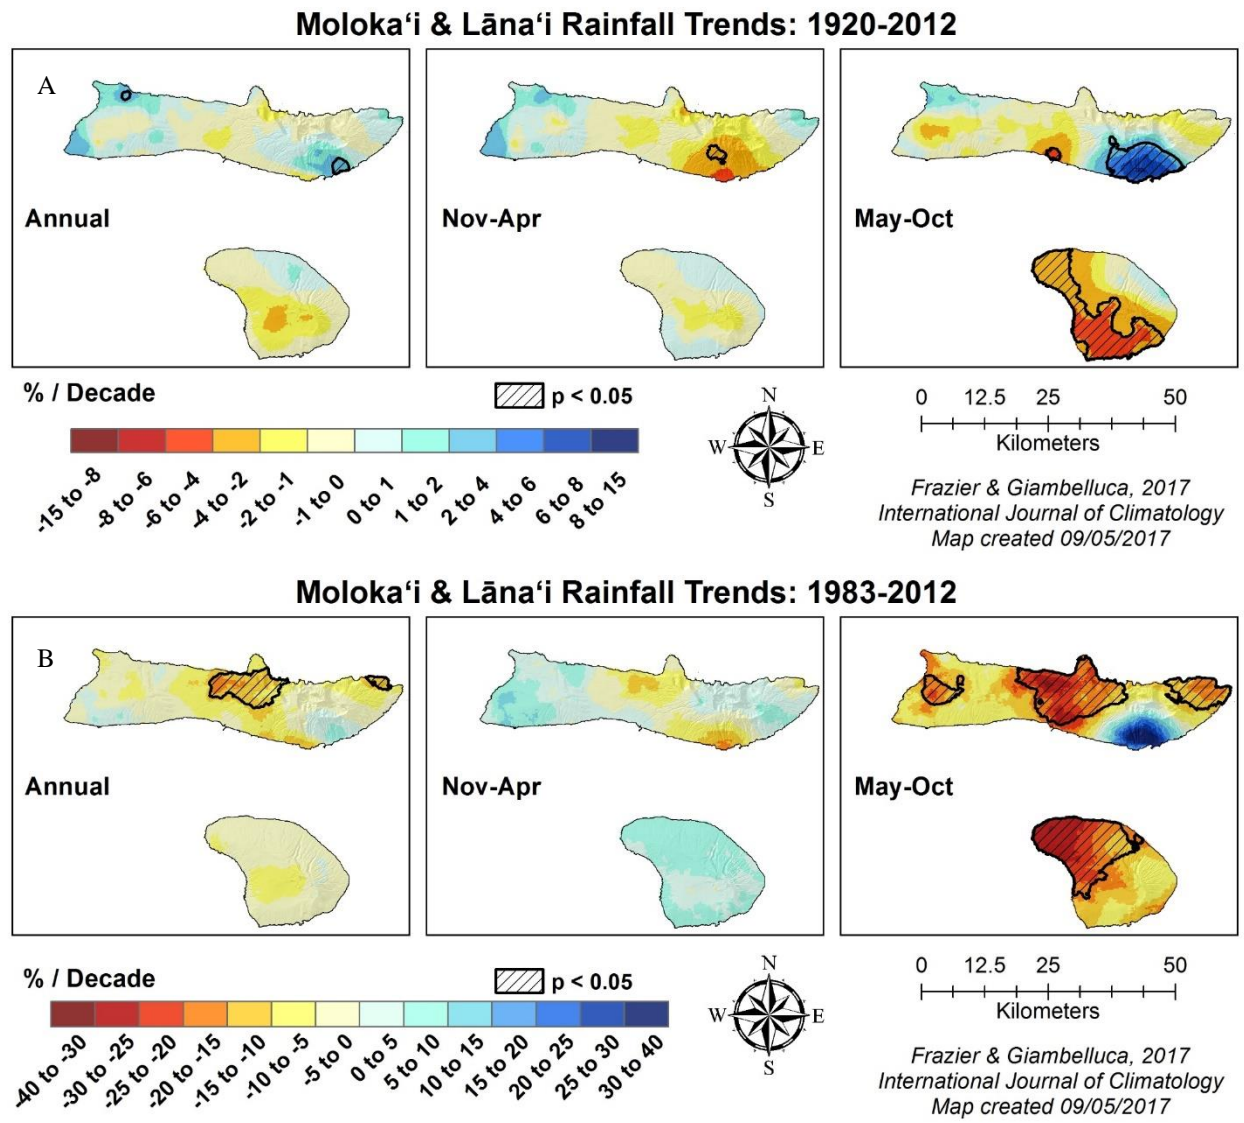 Molokaʻi & Lānaʻi Rainfall Trends: 1920-2012
A
Annual
Nov-Apr
May-Oct
% / Decade
p < 0.05
-15 to -8
-8 to -6
-6 to -4
-4 to -2
-2 to -1
-1 to 0
0 to 1
1 to 2
2 to 4
4 to 6
6 to 8
8 to 15
N
W
E
S
0 12.5 25 50
Kilometers
Frazier & Giambelluca, 2017
International Journal of Climatology
Map created 09/05/2017
Molokaʻi & Lānaʻi Rainfall Trends: 1983-2012
B
Annual
Nov-Apr
May-Oct
% / Decade
p < 0.05
-40 to -30
-30 to -25
-25 to -20
-20 to -15
-15 to -10
-10 to -5
-5 to 0
0 to 5
5 to 10
10 to 15
15 to 20
20 to 25
25 to 30
30 to 40
N
W
E
S
0 12.5 25 50
Kilometers
Frazier & Giambelluca, 2017
International Journal of Climatology
Map created 09/05/2017